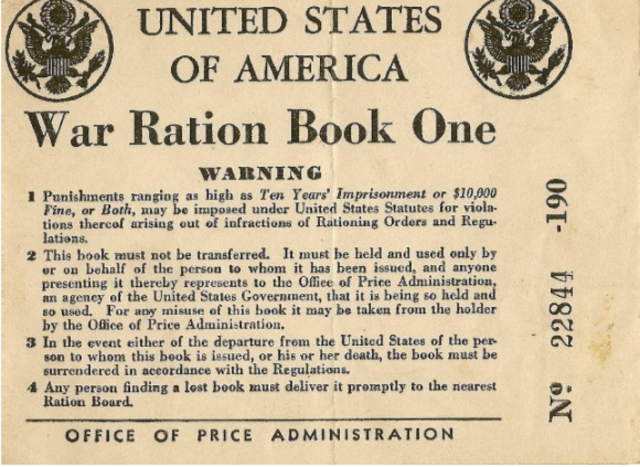 UNITED STATES
OF AMERICA
War Ration Book One
WARNING
1 Punishments ranging as high as Ten Years' Imprisonment or $10,000
Fine, or Both, may be imposed under United States Statutes for viola-
tions thereof arising out of infractions of Rationing Orders and Regu-
lations.
2 This book must not be transferred. It must be held and used only by
or on behalf of the person to whom it has been issued, and anyone
presenting it thereby represents to the Office of Price Administration,
an agency of the United States Government, that it is being so held and
so used. For any misuse of this book it may be taken from the holder
by the Office of Price Administration.
3 In the event either of the departure from the United States of the per-
son to whom this book is issued, or his or her death, the book must be
surrendered in accordance with the Regulations.
4 Any person finding a lost book must deliver it promptly to the nearest
Ration Board.
OFFICE OF PRICE ADMINISTRATION
Nº 22844 -190